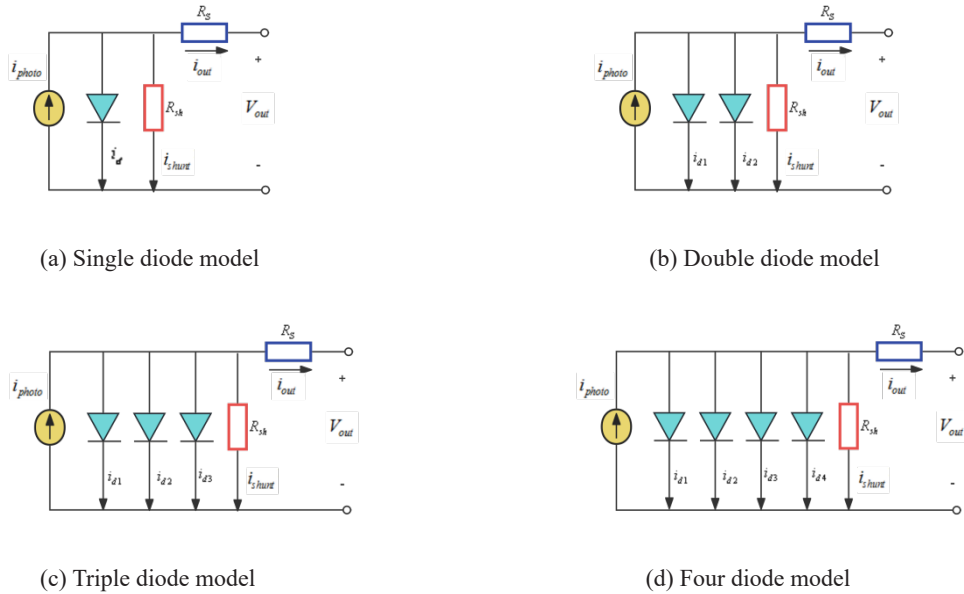 R_S
i_photo
i_out
+
R_sh
V_out
i_d
i_shunt
-
(a) Single diode model
R_S
i_photo
i_out
+
R_sh
V_out
i_d1
i_d2
i_shunt
-
(b) Double diode model
R_S
i_photo
i_out
+
R_sh
V_out
i_d1
i_d2
i_d3
i_shunt
-
(c) Triple diode model
R_S
i_photo
i_out
+
R_sh
V_out
i_d1
i_d2
i_d3
i_d4
i_shunt
-
(d) Four diode model